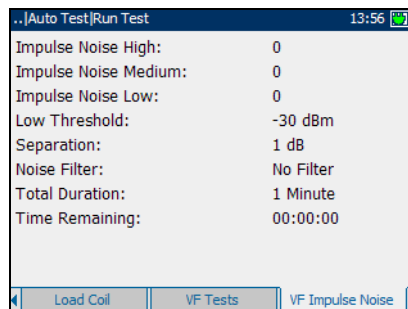 ..|Auto Test|Run Test 13:56
Impulse Noise High: 0
Impulse Noise Medium: 0
Impulse Noise Low: 0
Low Threshold: -30 dBm
Separation: 1 dB
Noise Filter: No Filter
Total Duration: 1 Minute
Time Remaining: 00:00:00
Load Coil VF Tests VF Impulse Noise